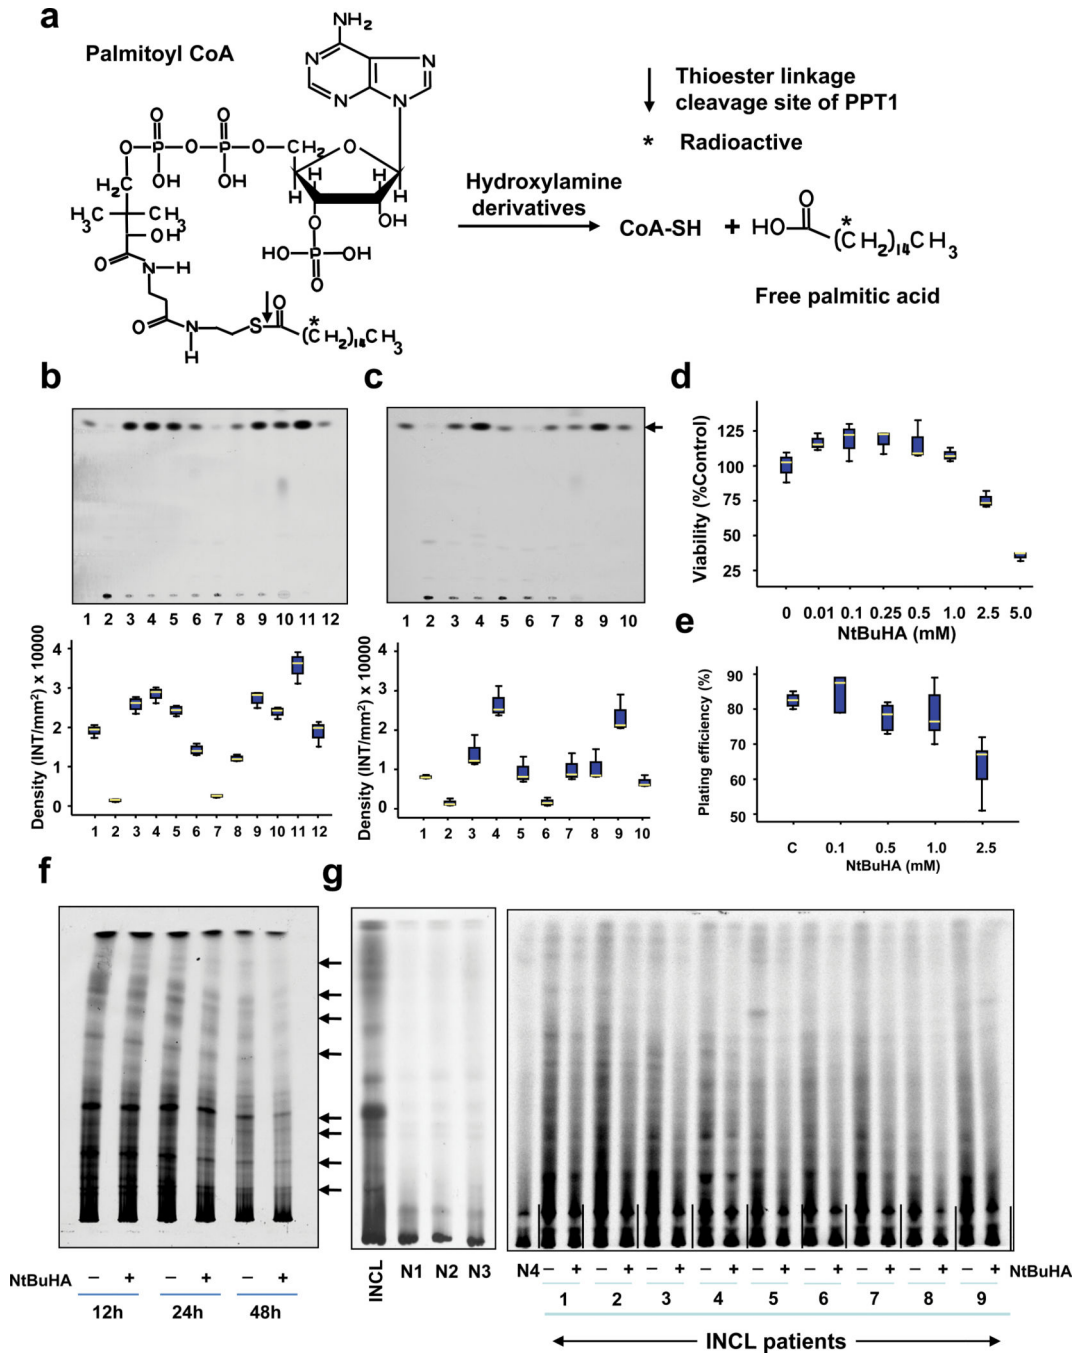 a
Palmitoyl CoA
NH2
N
N
N
N
O
O
O
P
O
P
O
CH2
O
OH
OH
H2C
H
H
H
H
H3C
CH3
OH
O
OH
O
N
H
HO
P
OH
O
O
N
H
S
O
*
(CH2)14CH3
Thioester linkage
cleavage site of PPT1
* Radioactive
Hydroxylamine
derivatives
CoA-SH + HO
O
*
(CH2)14CH3
Free palmitic acid
b
1 2 3 4 5 6 7 8 9 10 11 12
Density (INT/mm²) x 10000
4
3
2
1
0
1 2 3 4 5 6 7 8 9 10 11 12
c
1 2 3 4 5 6 7 8 9 10
Density (INT/mm²) x 10000
4
3
2
1
0
1 2 3 4 5 6 7 8 9 10
d
Viability (%Control)
125
100
75
50
25
0 0.01 0.1 0.25 0.5 1.0 2.5 5.0
NtBuHA (mM)
e
Plating efficiency (%)
90
80
70
60
50
C 0.1 0.5 1.0 2.5
NtBuHA (mM)
f
NtBuHA – + – + – +
12h 24h 48h
g
INCL N1 N2 N3
N4 – + – + – + – + – + – + – + – + – + NtBuHA
1 2 3 4 5 6 7 8 9
INCL patients